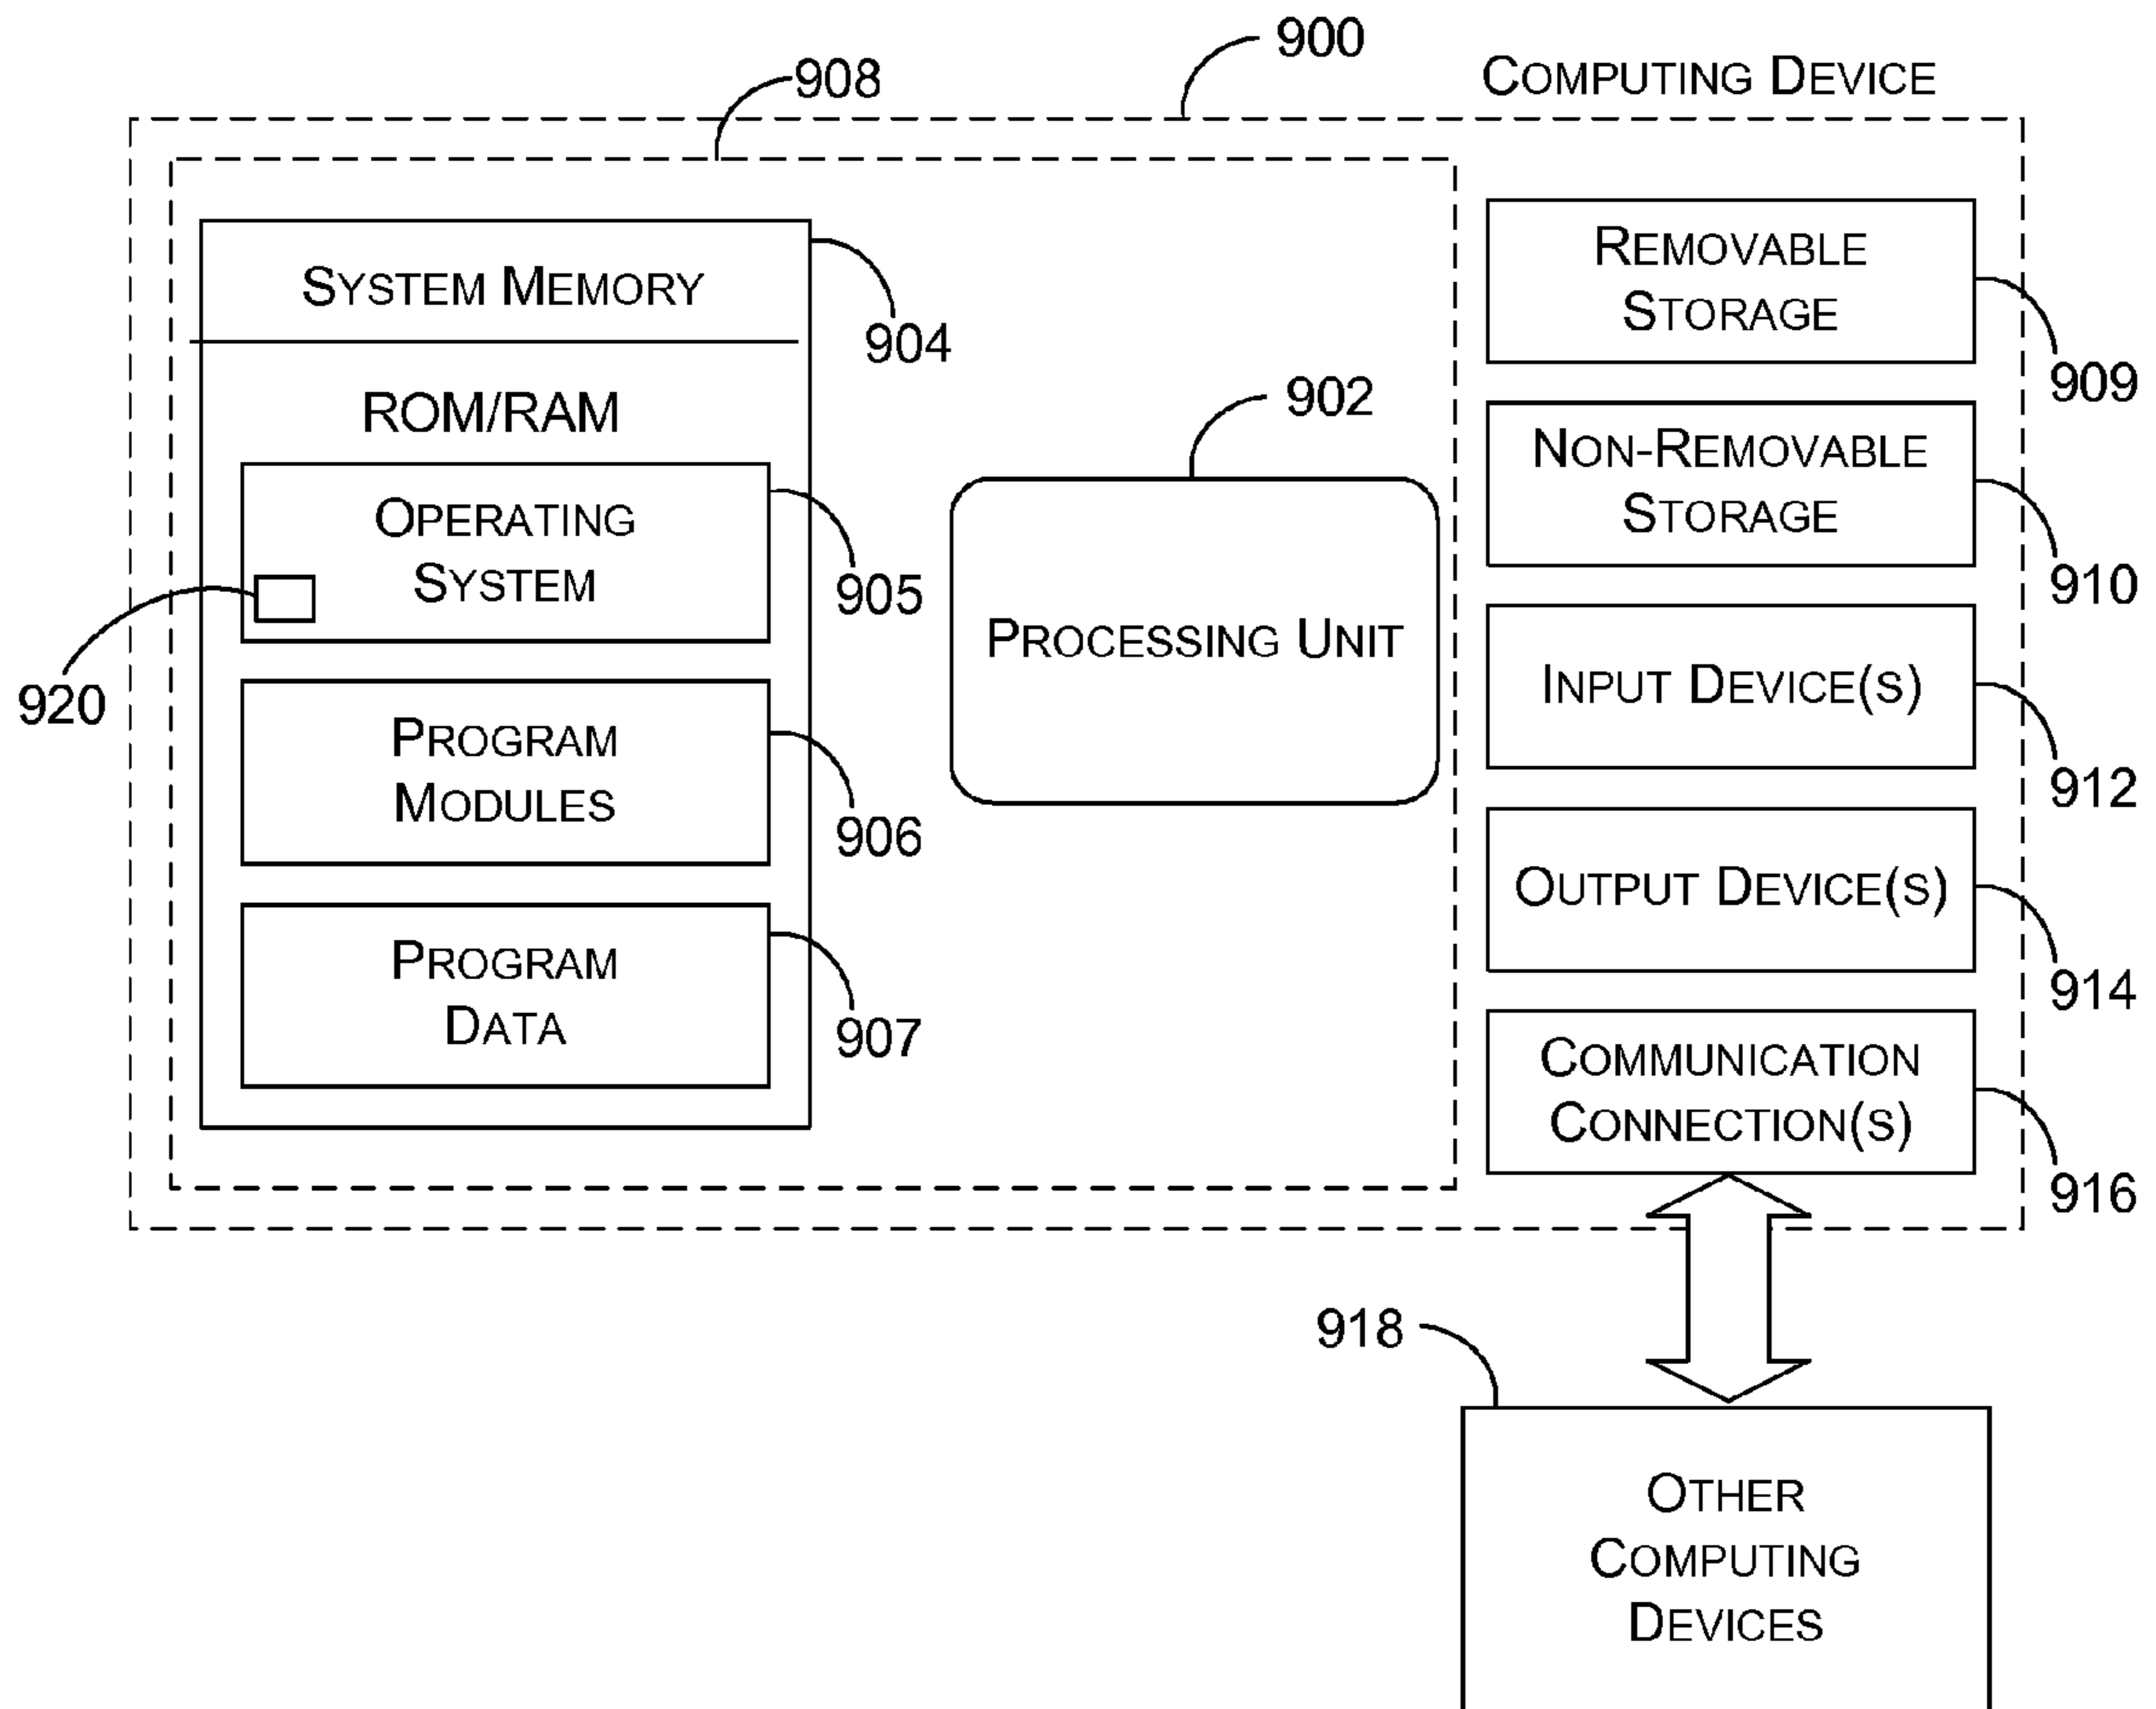 900
COMPUTING DEVICE
908
SYSTEM MEMORY
904
ROM/RAM
OPERATING
SYSTEM
905
920
PROGRAM
MODULES
906
PROGRAM
DATA
907
902
PROCESSING UNIT
REMOVABLE
STORAGE
909
NON-REMOVABLE
STORAGE
910
INPUT DEVICE(S)
912
OUTPUT DEVICE(S)
914
COMMUNICATION
CONNECTION(S)
916
918
OTHER
COMPUTING
DEVICES